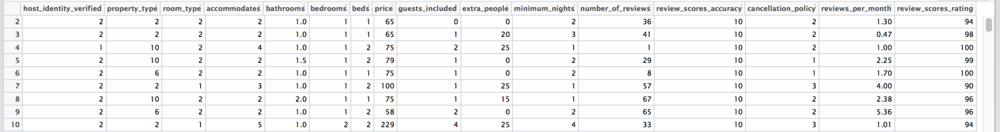 host_identity_verified property_type room_type accommodates bathrooms bedrooms beds price guests_included extra_people minimum_nights number_of_reviews review_scores_accuracy cancellation_policy reviews_per_month review_scores_rating
2 2 2 2 2 1.0 1 1 65 0 0 2 36 10 2 1.30 94
3 2 2 2 2 1.0 1 1 65 1 20 3 41 10 2 0.47 98
4 1 10 2 4 1.0 1 2 75 2 25 1 1 10 2 1.00 100
5 2 10 2 2 1.5 1 2 79 1 0 2 29 10 1 2.25 99
6 2 6 2 2 1.0 1 1 75 1 0 2 8 10 1 1.70 100
7 2 2 1 3 1.0 1 2 100 1 25 1 57 10 3 4.00 90
8 2 10 2 2 2.0 1 1 75 1 15 1 67 10 2 2.38 96
9 2 6 2 2 1.0 1 2 58 2 0 2 65 10 2 5.36 96
10 2 2 1 5 1.0 2 2 229 4 25 4 33 10 3 1.01 94